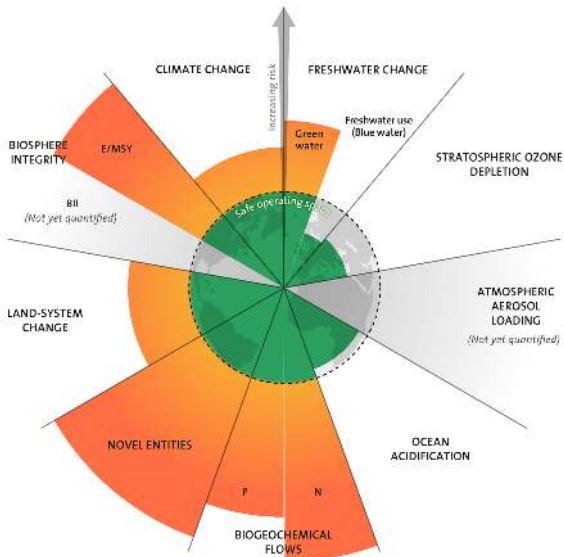 CLIMATE CHANGE
FRESHWATER CHANGE
Increasing risk
Green
water
Freshwater use
(Blue water)
BIOSPHERE
INTEGRITY
E/MSY
STRATOSPHERIC OZONE
DEPLETION
BII
(Not yet quantified)
Safe operating space
ATMOSPHERIC
AEROSOL
LOADING
(Not yet quantified)
LAND-SYSTEM
CHANGE
NOVEL ENTITIES
OCEAN
ACIDIFICATION
P
N
BIOGEOCHEMICAL
FLOWS